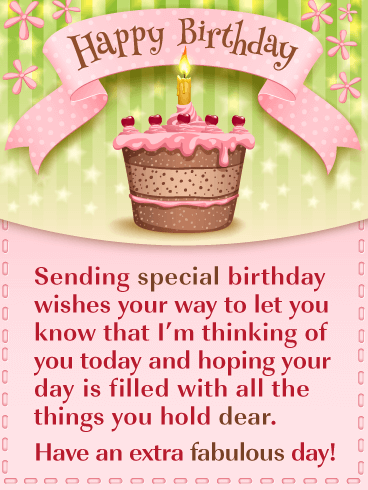 Happy Birthday
Sending special birthday
wishes your way to let you
know that I'm thinking of
you today and hoping your
day is filled with all the
things you hold dear.
Have an extra fabulous day!